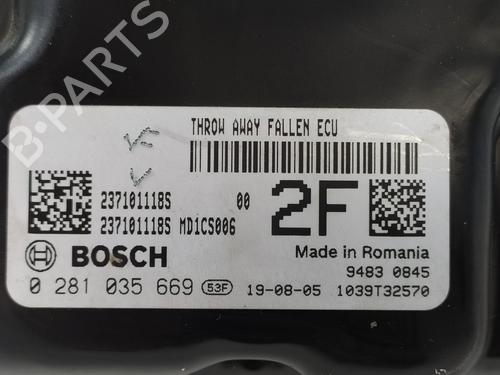 THROW AWAY FALLEN ECU
237101118S 00
237101118S MD1CS006
2F
BOSCH
Made in Romania
9483 0845
0 281 035 669 53F 19-08-05 1039T32570
B-PARTS